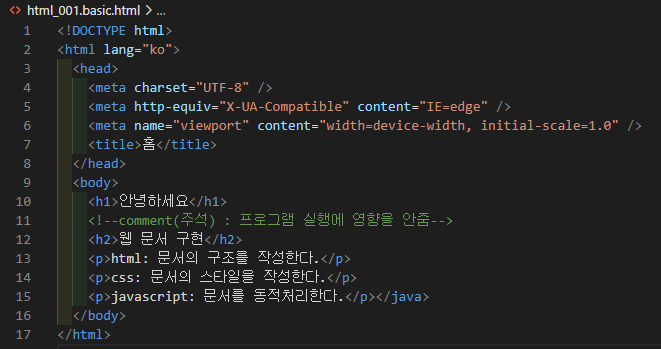 html_001.basic.html > ...
1 <!DOCTYPE html>
2 <html lang="ko">
3 <head>
4 <meta charset="UTF-8" />
5 <meta http-equiv="X-UA-Compatible" content="IE=edge" />
6 <meta name="viewport" content="width=device-width, initial-scale=1.0" />
7 <title>홈</title>
8 </head>
9 <body>
10 <h1>안녕하세요</h1>
11 <!--comment(주석) : 프로그램 실행에 영향을 안줌-->
12 <h2>웹 문서 구현</h2>
13 <p>html: 문서의 구조를 작성한다.</p>
14 <p>css: 문서의 스타일을 작성한다.</p>
15 <p>javascript: 문서를 동적처리한다.</p></java>
16 </body>
17 </html>